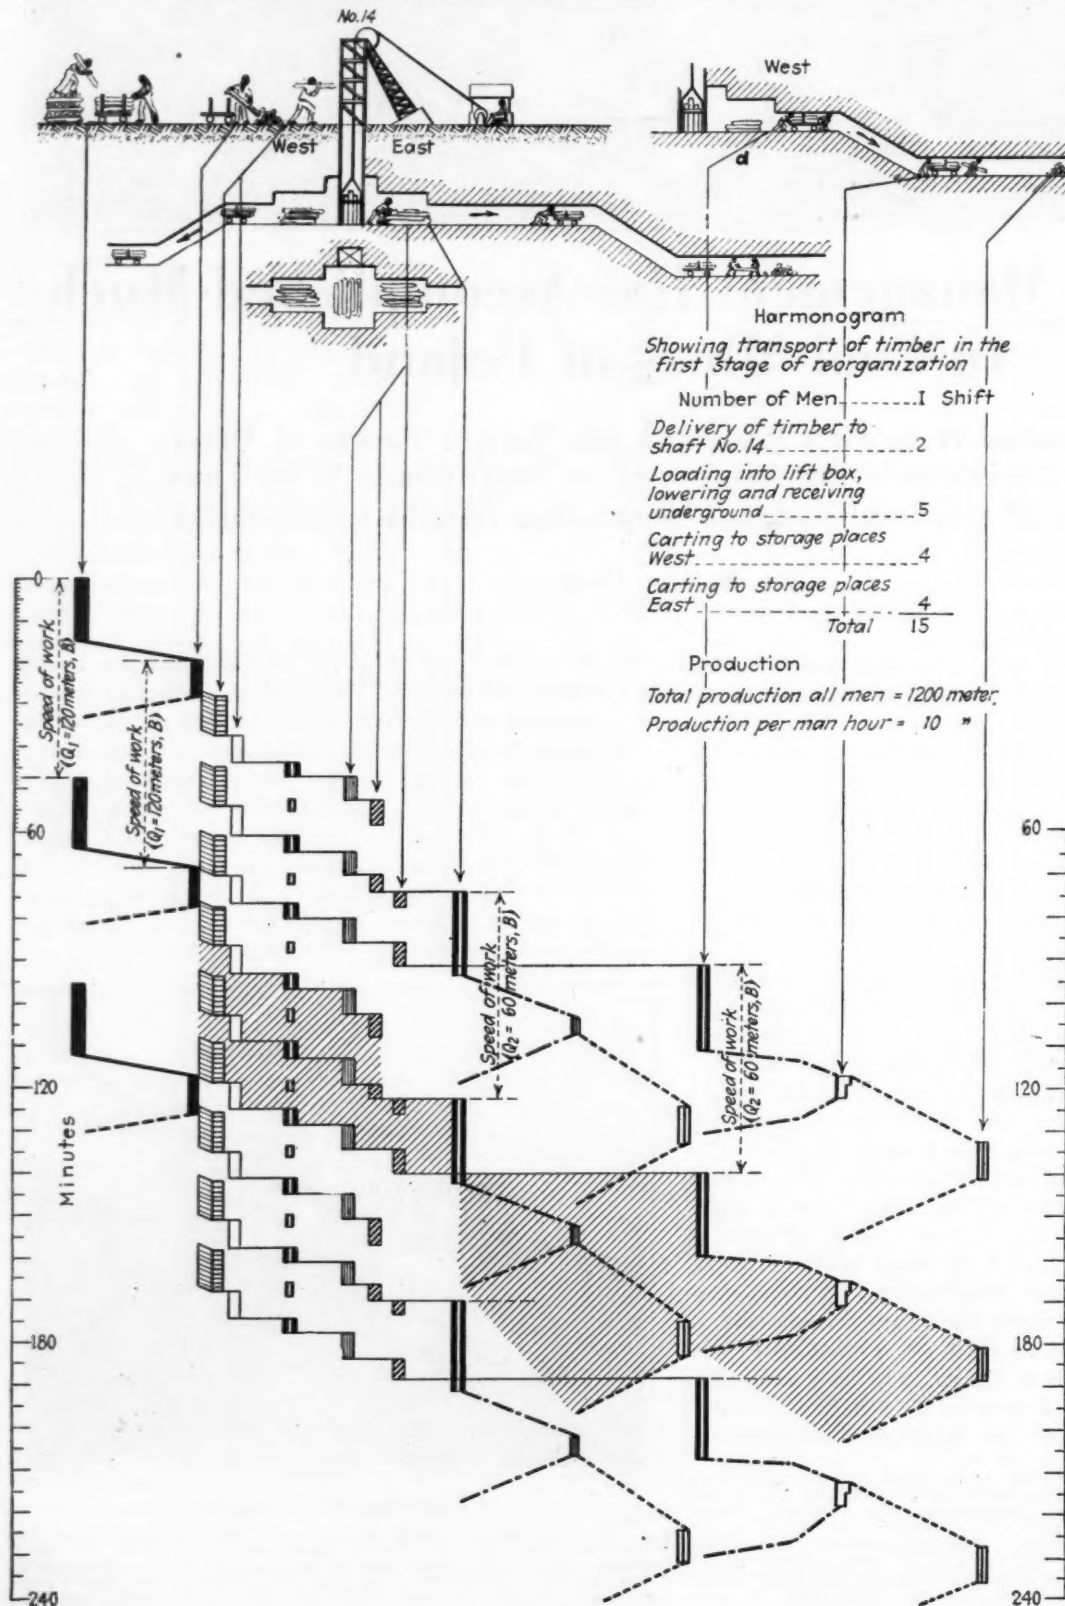 No. 14
West
West
East
d
Harmonogram
Showing transport of timber in the
first stage of reorganization
Number of Men I Shift
Delivery of timber to
shaft No. 14 2
Loading into lift box,
lowering and receiving
underground 5
Carting to storage places
West 4
Carting to storage places
East 4
Total 15
Production
Total production all men = 1200 meter
Production per man hour = 10 "
0
60
120
180
240
Minutes
60
120
180
240
Speed of work
(Q₁ = 120 meters, B)
Speed of work
(Q₁ = 120 meters, B)
Speed of work
(Q₂ = 60 meters, B)
Speed of work
(Q₂ = 60 meters, B)